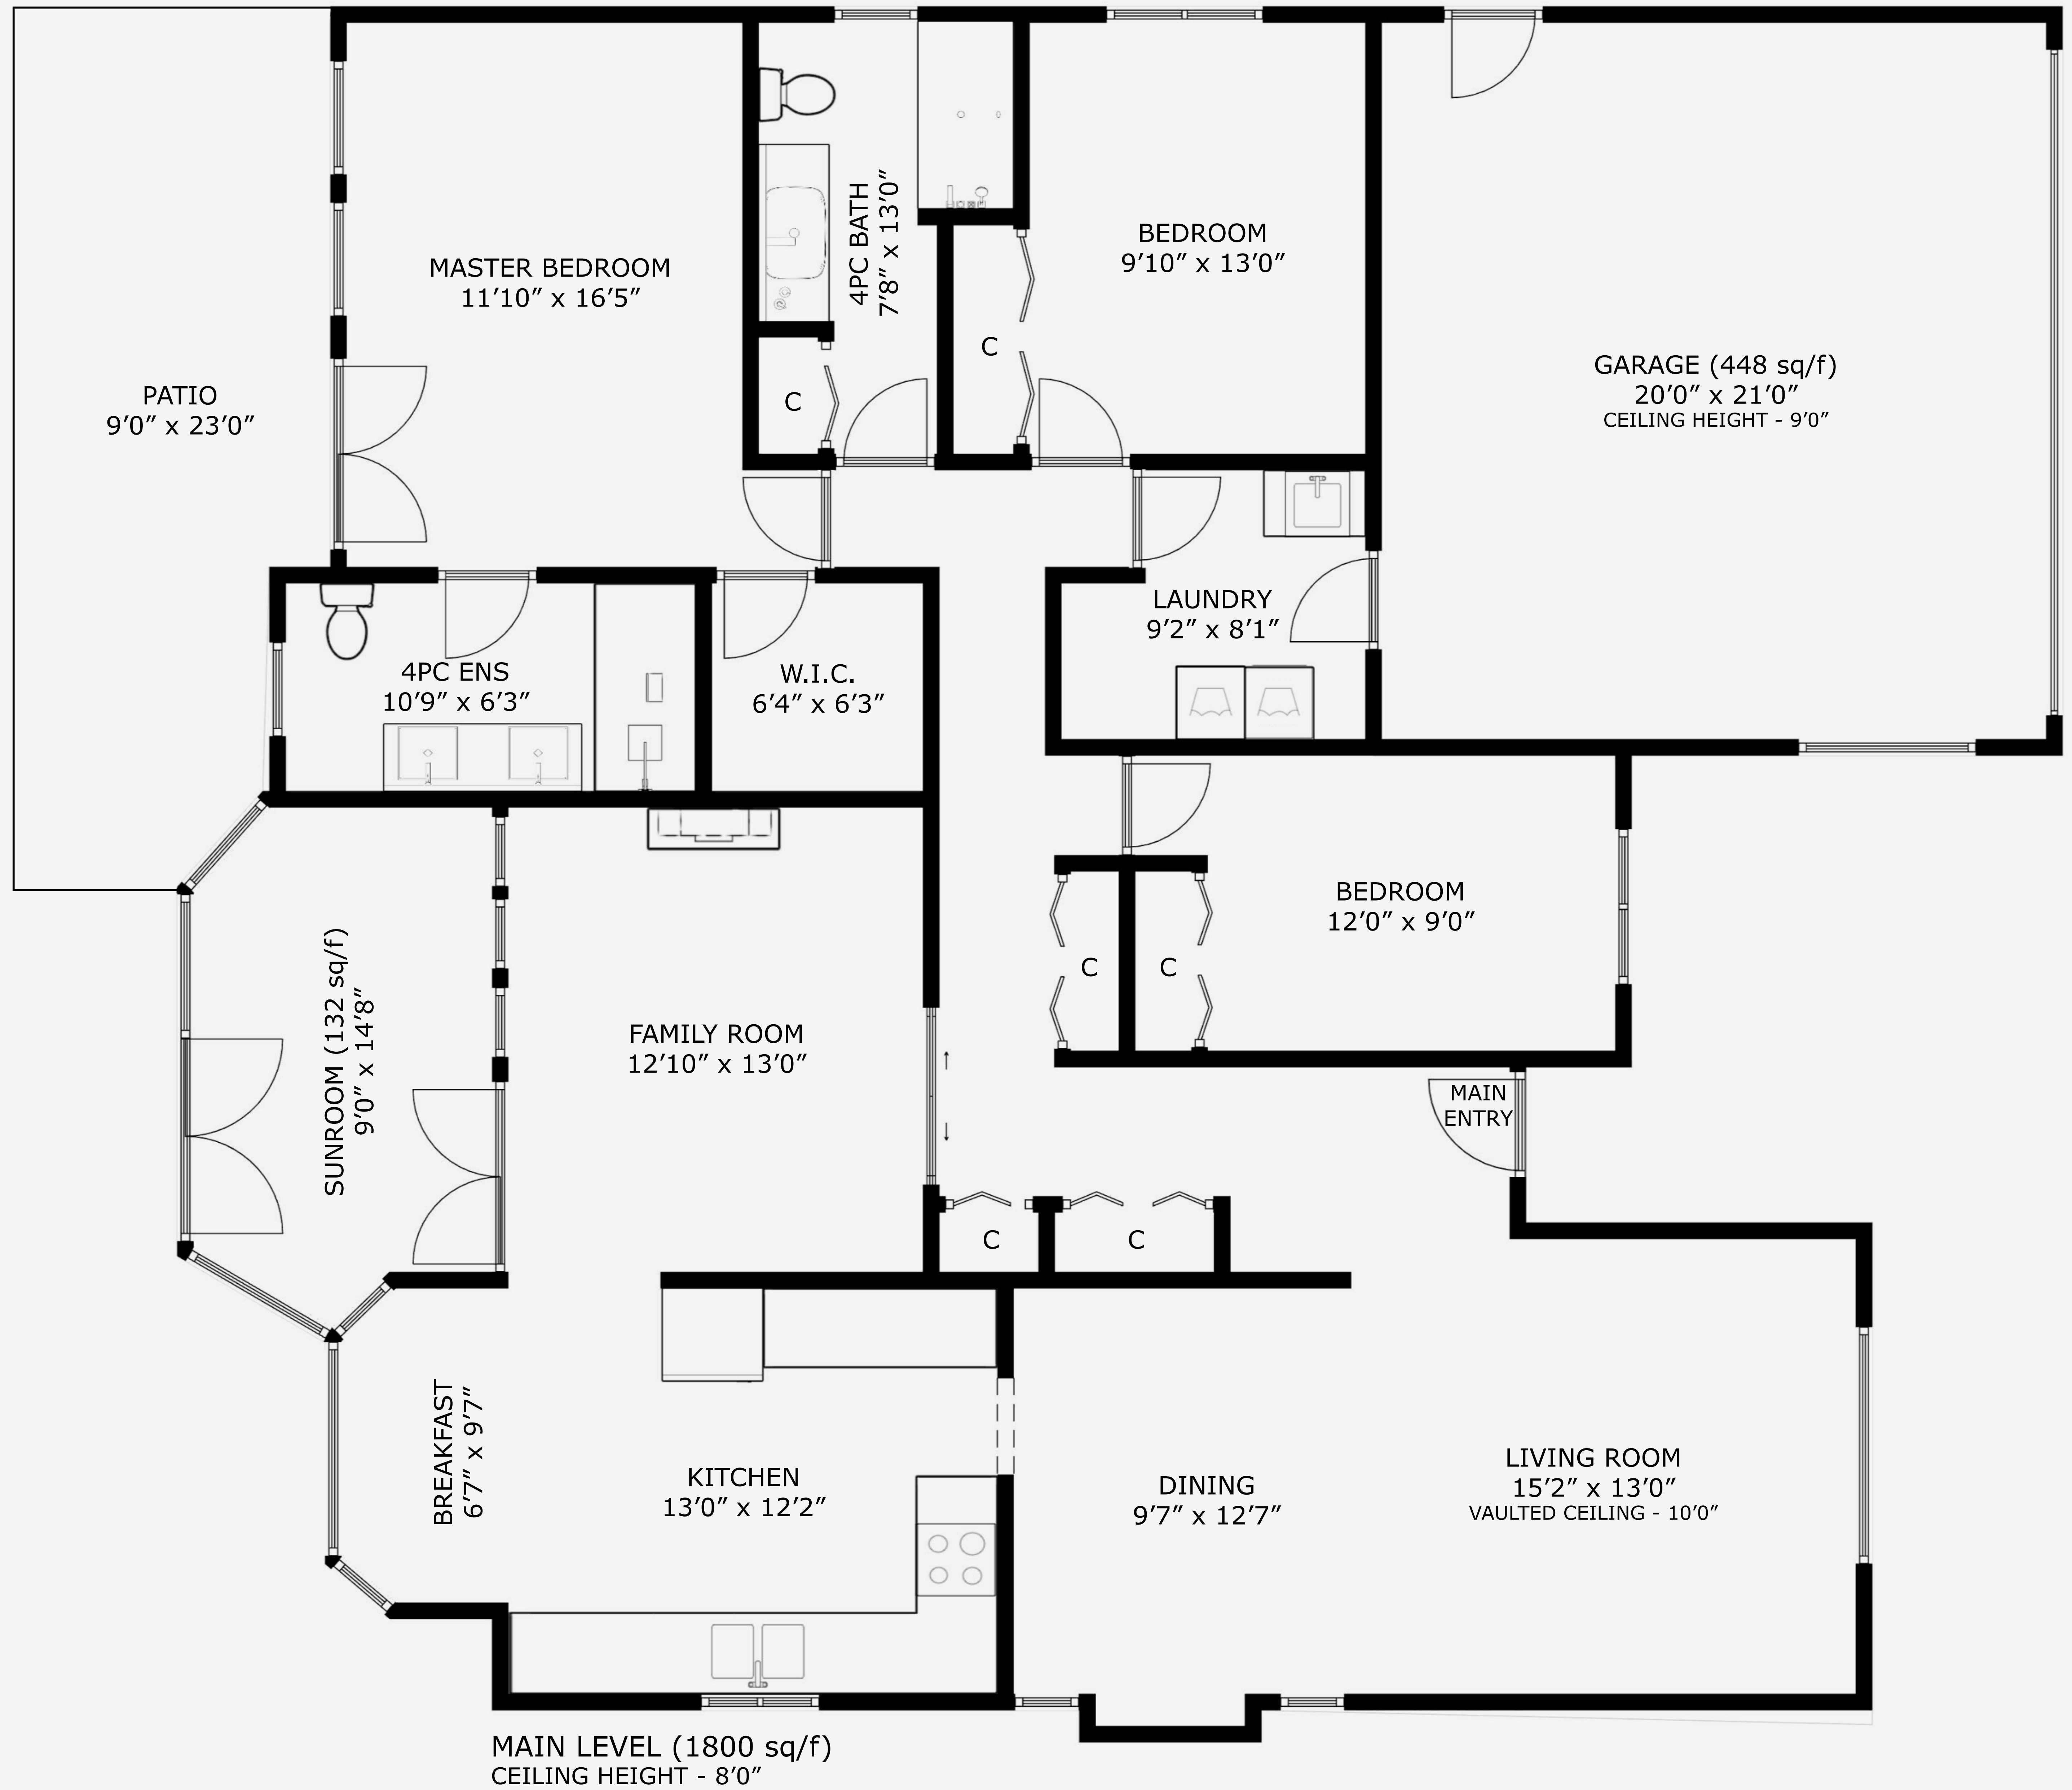 MASTER BEDROOM
11'10" x 16'5"
4PC BATH
7'8" x 13'0"
BEDROOM
9'10" x 13'0"
C
C
GARAGE (448 sq/f)
20'0" x 21'0"
CEILING HEIGHT - 9'0"
PATIO
9'0" x 23'0"
LAUNDRY
9'2" x 8'1"
4PC ENS
10'9" x 6'3"
W.I.C.
6'4" x 6'3"
BEDROOM
12'0" x 9'0"
C
C
SUNROOM (132 sq/f)
9'0" x 14'8"
FAMILY ROOM
12'10" x 13'0"
MAIN
ENTRY
C
C
BREAKFAST
6'7" x 9'7"
KITCHEN
13'0" x 12'2"
DINING
9'7" x 12'7"
LIVING ROOM
15'2" x 13'0"
VAULTED CEILING - 10'0"
MAIN LEVEL (1800 sq/f)
CEILING HEIGHT - 8'0"